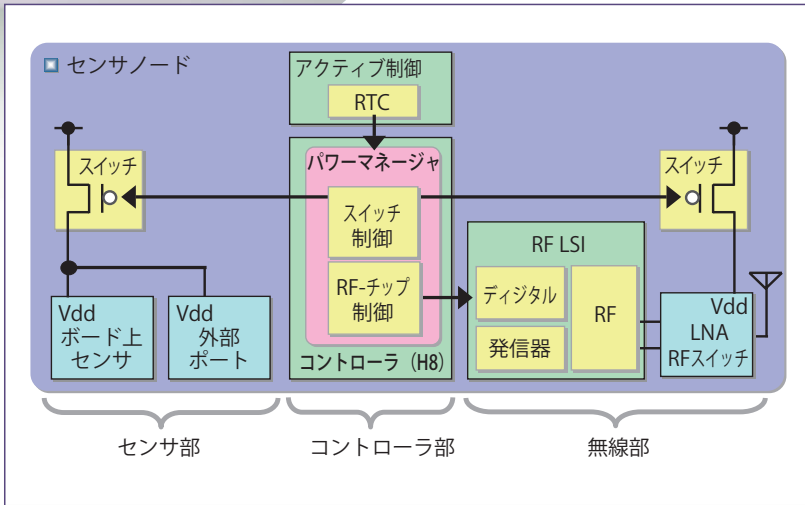 センサノード
アクティブ制御
RTC
パワーマネージャ
スイッチ
スイッチ
スイッチ
制御
RF LSI
RF-チップ
制御
ディジタル
RF
発信器
Vdd
ボード上
センサ
Vdd
外部
ポート
コントローラ（H8）
Vdd
LNA
RFスイッチ
センサ部
コントローラ部
無線部